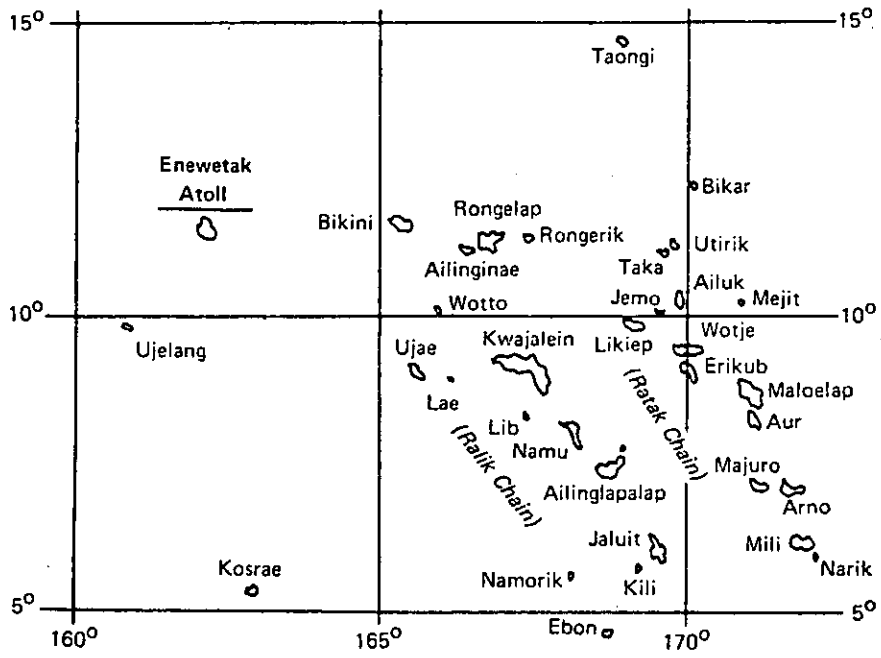 15° 15°
Taongi
Enewetak
Atoll
Bikar
Bikini
Rongelap
Rongerik
Utirik
Taka
Ailinginae
Ailuk
Wotto
Jemo
Mejit
10°
Ujelang
Kwajalein
Likiep
Wotje
Ujae
Erikub
Lae
(Ratak Chain)
Maloelap
Lib
(Ralik Chain)
Namu
Aur
Majuro
Ailinglapalap
Arno
Jaluit
Mili
Kosrae
Namorik
Kili
Narik
5° 5°
160° 165° Ebon 170°